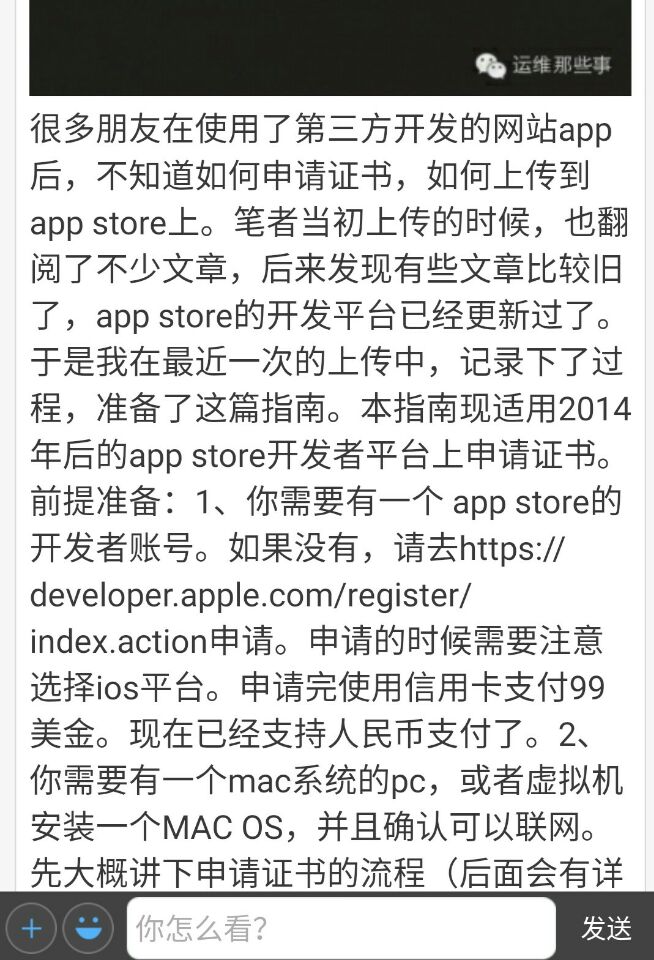 运维那些事
很多朋友在使用了第三方开发的网站app
后，不知道如何申请证书，如何上传到
app store上。笔者当初上传的时候，也翻
阅了不少文章，后来发现有些文章比较旧
了，app store的开发平台已经更新过了。
于是我在最近一次的上传中，记录下了过
程，准备了这篇指南。本指南现适用2014
年后的app store开发者平台上申请证书。
前提准备：1、你需要有一个 app store的
开发者账号。如果没有，请去https://
developer.apple.com/register/
index.action申请。申请的时候需要注意
选择ios平台。申请完使用信用卡支付99
美金。现在已经支持人民币支付了。2、
你需要有一个mac系统的pc，或者虚拟机
安装一个MAC OS，并且确认可以联网。
先大概讲下申请证书的流程（后面会有详
你怎么看？
发送